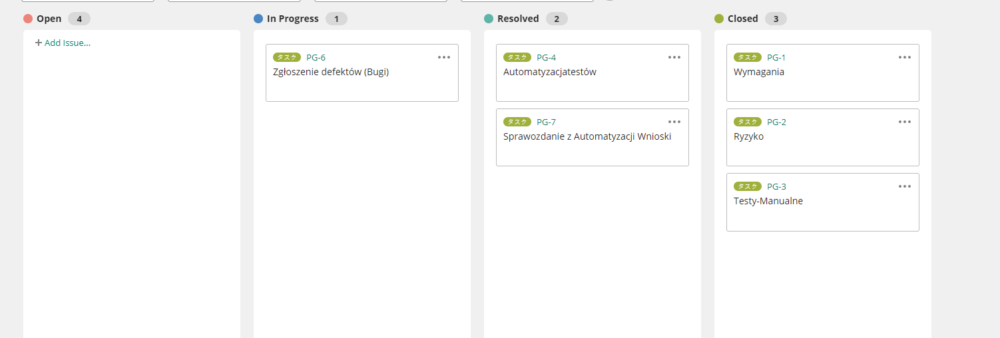 Open 4
+ Add Issue...
In Progress 1
タスク PG-6
Zgłoszenie defektów (Bugi)
Resolved 2
タスク PG-4
Automatyzacjatestów
タスク PG-7
Sprawozdanie z Automatyzacji Wnioski
Closed 3
タスク PG-1
Wymagania
タスク PG-2
Ryzyko
タスク PG-3
Testy-Manualne